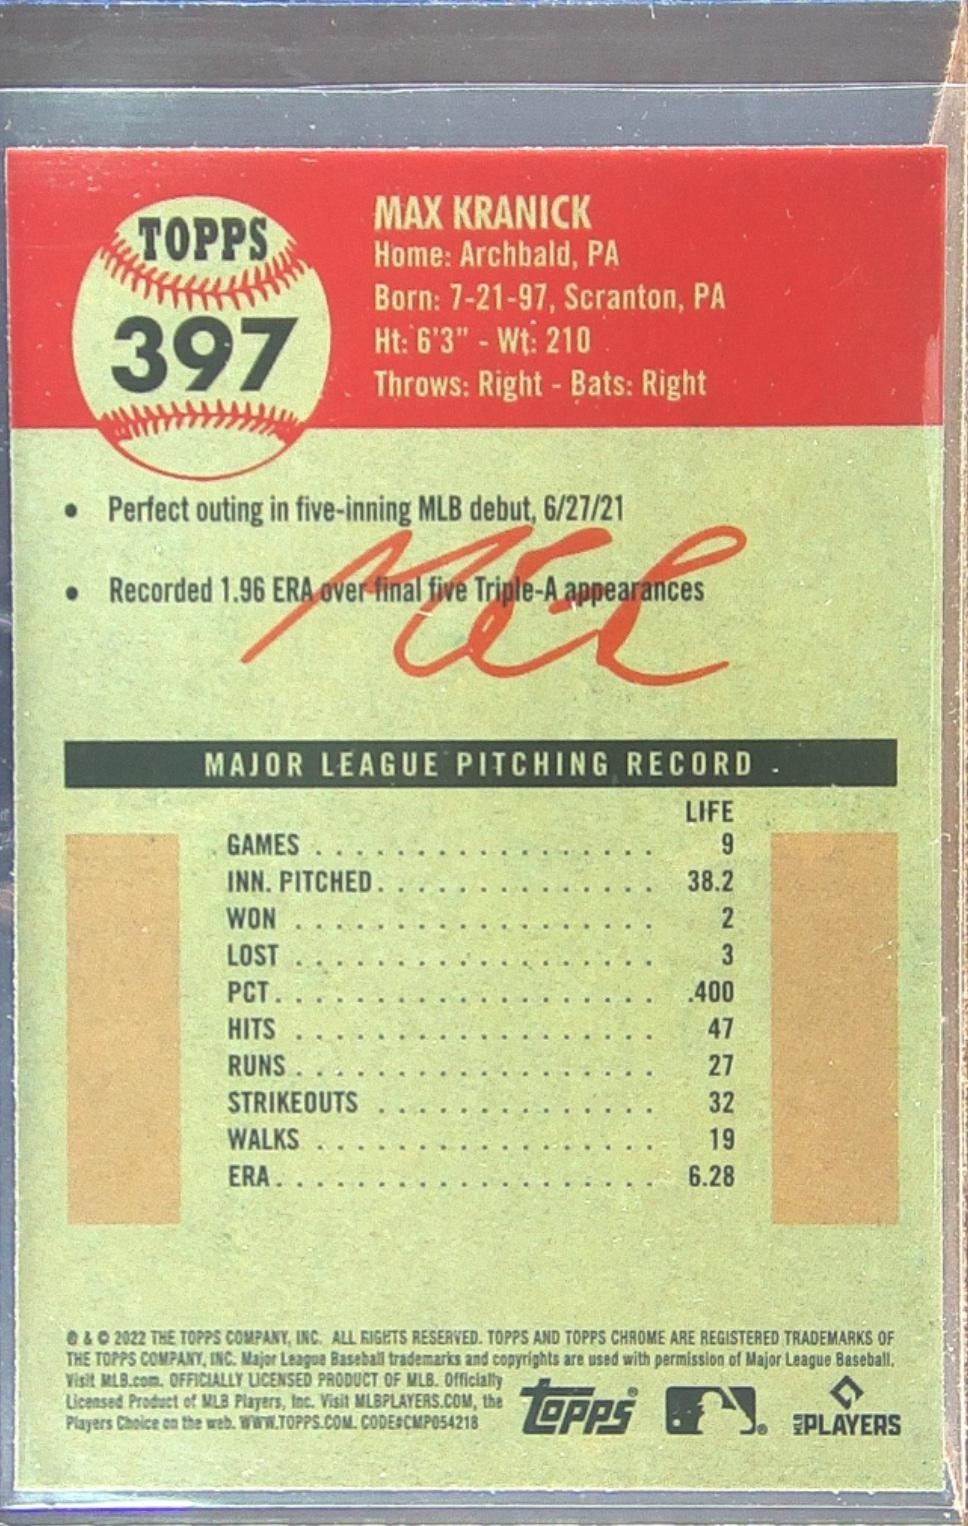 TOPPS
397
MAX KRANICK
Home: Archbald, PA
Born: 7-21-97, Scranton, PA
Ht: 6'3" - Wt: 210
Throws: Right - Bats: Right
• Perfect outing in five-inning MLB debut, 6/27/21
• Recorded 1.96 ERA over final five Triple-A appearances
MAJOR LEAGUE PITCHING RECORD
LIFE
GAMES . . . . . . . . . . . . . . . . . 9
INN. PITCHED. . . . . . . . . . . . . . 38.2
WON . . . . . . . . . . . . . . . . . . 2
LOST . . . . . . . . . . . . . . . . . . 3
PCT. . . . . . . . . . . . . . . . . . . .400
HITS . . . . . . . . . . . . . . . . . . 47
RUNS. . . . . . . . . . . . . . . . . . 27
STRIKEOUTS . . . . . . . . . . . . . . 32
WALKS . . . . . . . . . . . . . . . . . 19
ERA. . . . . . . . . . . . . . . . . . . 6.28
® & © 2022 THE TOPPS COMPANY, INC. ALL RIGHTS RESERVED. TOPPS AND TOPPS CHROME ARE REGISTERED TRADEMARKS OF
THE TOPPS COMPANY, INC. Major League Baseball trademarks and copyrights are used with permission of Major League Baseball.
Visit MLB.com. OFFICIALLY LICENSED PRODUCT OF MLB. Officially
Licensed Product of MLB Players, Inc. Visit MLBPLAYERS.COM, the
Players Choice on the web. WWW.TOPPS.COM. CODE#CMP054218
topps®
MLB PLAYERS